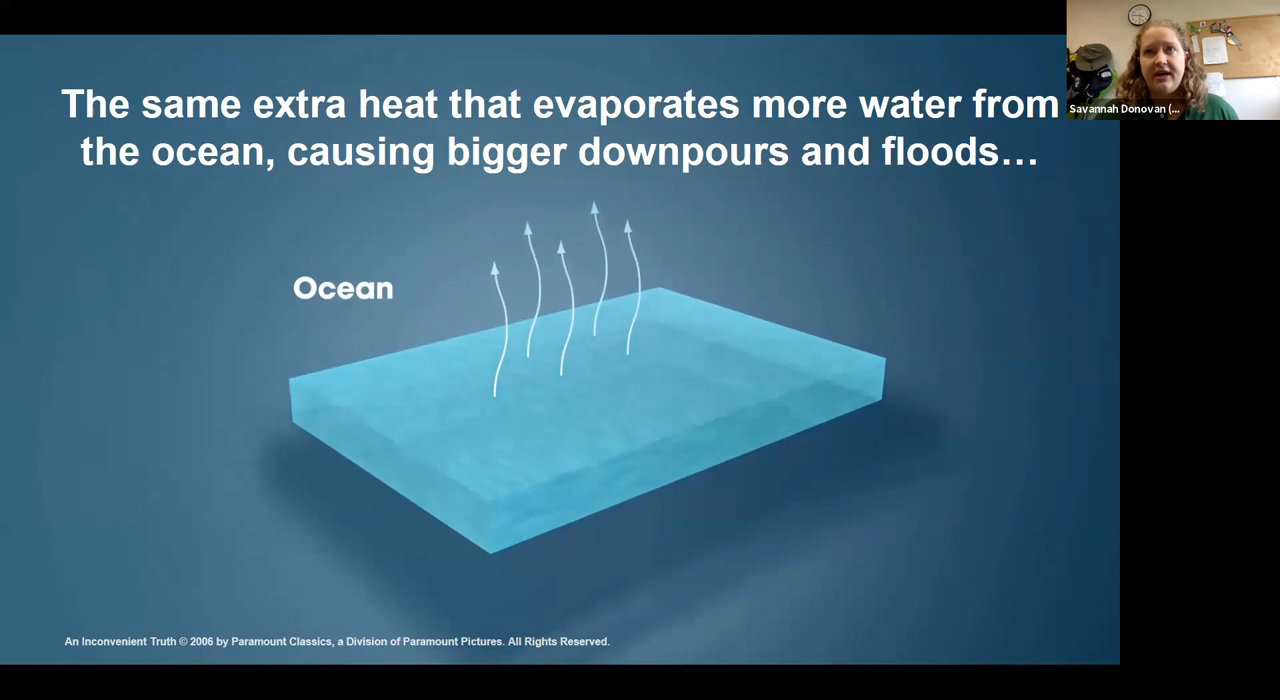 The same extra heat that evaporates more water from
the ocean, causing bigger downpours and floods…
Savannah Donovan (...
Ocean
An Inconvenient Truth © 2006 by Paramount Classics, a Division of Paramount Pictures. All Rights Reserved.